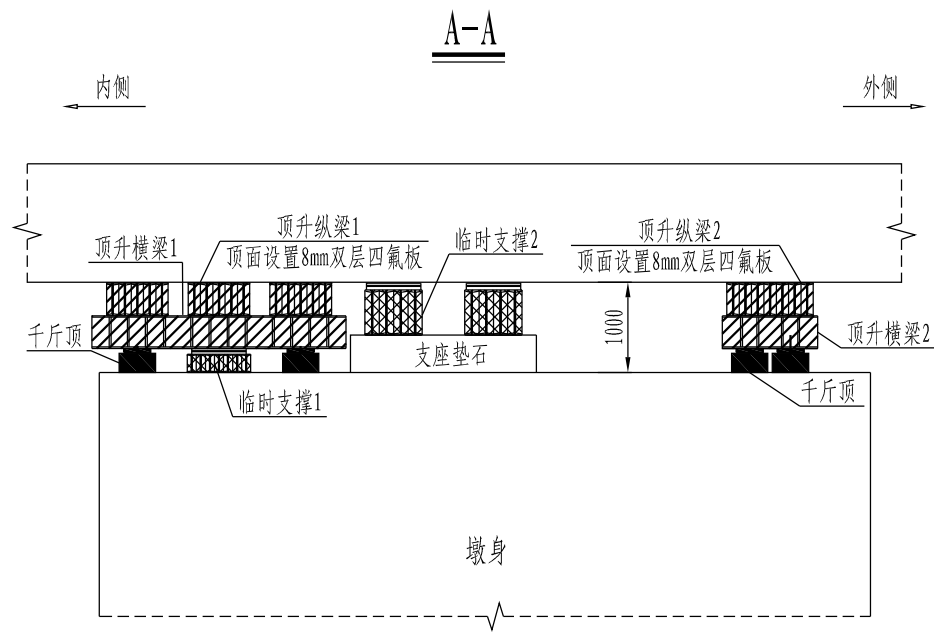 A-A
内侧
外侧
顶升横梁1
顶升纵梁1
顶面设置8mm双层四氟板
临时支撑2
顶升纵梁2
顶面设置8mm双层四氟板
千斤顶
支座垫石
1000
顶升横梁2
临时支撑1
千斤顶
墩身